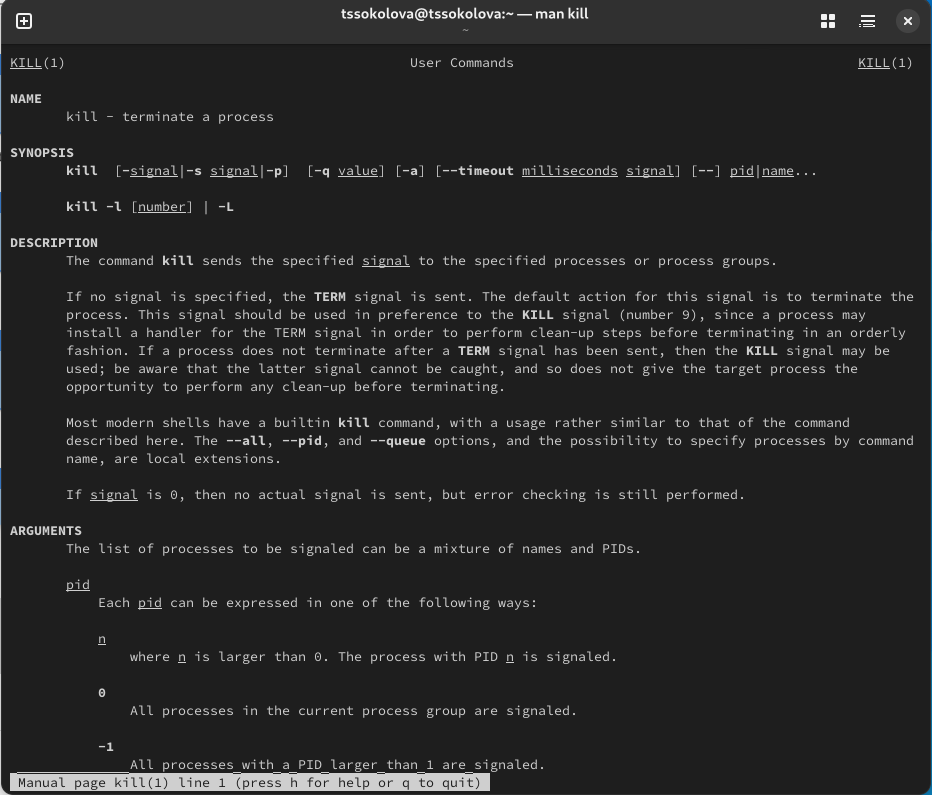 tssokolova@tssokolova:~ — man kill
~
KILL(1) User Commands KILL(1)
NAME
kill - terminate a process
SYNOPSIS
kill [-signal|-s signal|-p] [-q value] [-a] [--timeout milliseconds signal] [--] pid|name...
kill -l [number] | -L
DESCRIPTION
The command kill sends the specified signal to the specified processes or process groups.
If no signal is specified, the TERM signal is sent. The default action for this signal is to terminate the
process. This signal should be used in preference to the KILL signal (number 9), since a process may
install a handler for the TERM signal in order to perform clean-up steps before terminating in an orderly
fashion. If a process does not terminate after a TERM signal has been sent, then the KILL signal may be
used; be aware that the latter signal cannot be caught, and so does not give the target process the
opportunity to perform any clean-up before terminating.
Most modern shells have a builtin kill command, with a usage rather similar to that of the command
described here. The --all, --pid, and --queue options, and the possibility to specify processes by command
name, are local extensions.
If signal is 0, then no actual signal is sent, but error checking is still performed.
ARGUMENTS
The list of processes to be signaled can be a mixture of names and PIDs.
pid
Each pid can be expressed in one of the following ways:
n
where n is larger than 0. The process with PID n is signaled.
0
All processes in the current process group are signaled.
-1
All processes with a PID larger than 1 are signaled.
Manual page kill(1) line 1 (press h for help or q to quit)